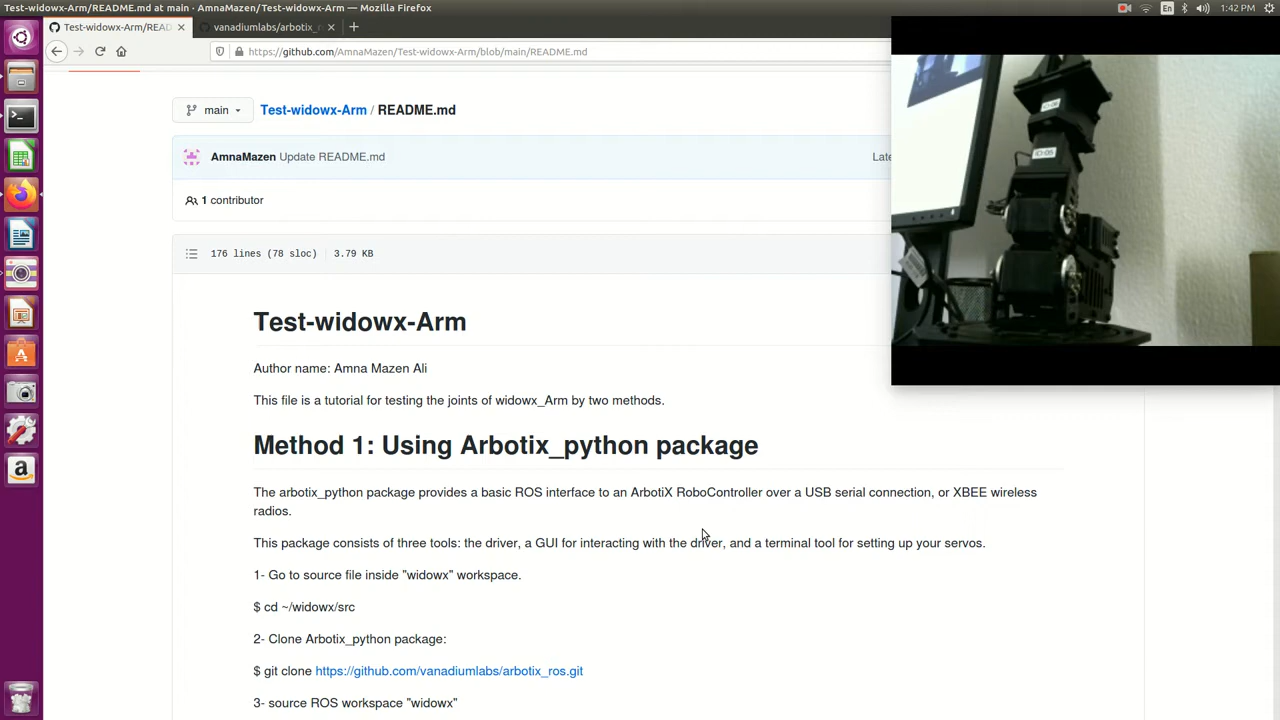 Test-widowx-Arm/README.md at main · AmnaMazen/Test-widowx-Arm — Mozilla Firefox
En
1:42 PM
Test-widowx-Arm/READ
vanadiumlabs/arbotix_
https://github.com/AmnaMazen/Test-widowx-Arm/blob/main/README.md
main
Test-widowx-Arm / README.md
AmnaMazen Update README.md
Late
1 contributor
176 lines (78 sloc)
3.79 KB
Test-widowx-Arm
Author name: Amna Mazen Ali
This file is a tutorial for testing the joints of widowx_Arm by two methods.
Method 1: Using Arbotix_python package
The arbotix_python package provides a basic ROS interface to an ArbotiX RoboController over a USB serial connection, or XBEE wireless
radios.
This package consists of three tools: the driver, a GUI for interacting with the driver, and a terminal tool for setting up your servos.
1- Go to source file inside "widowx" workspace.
$ cd ~/widowx/src
2- Clone Arbotix_python package:
$ git clone https://github.com/vanadiumlabs/arbotix_ros.git
3- source ROS workspace "widowx"